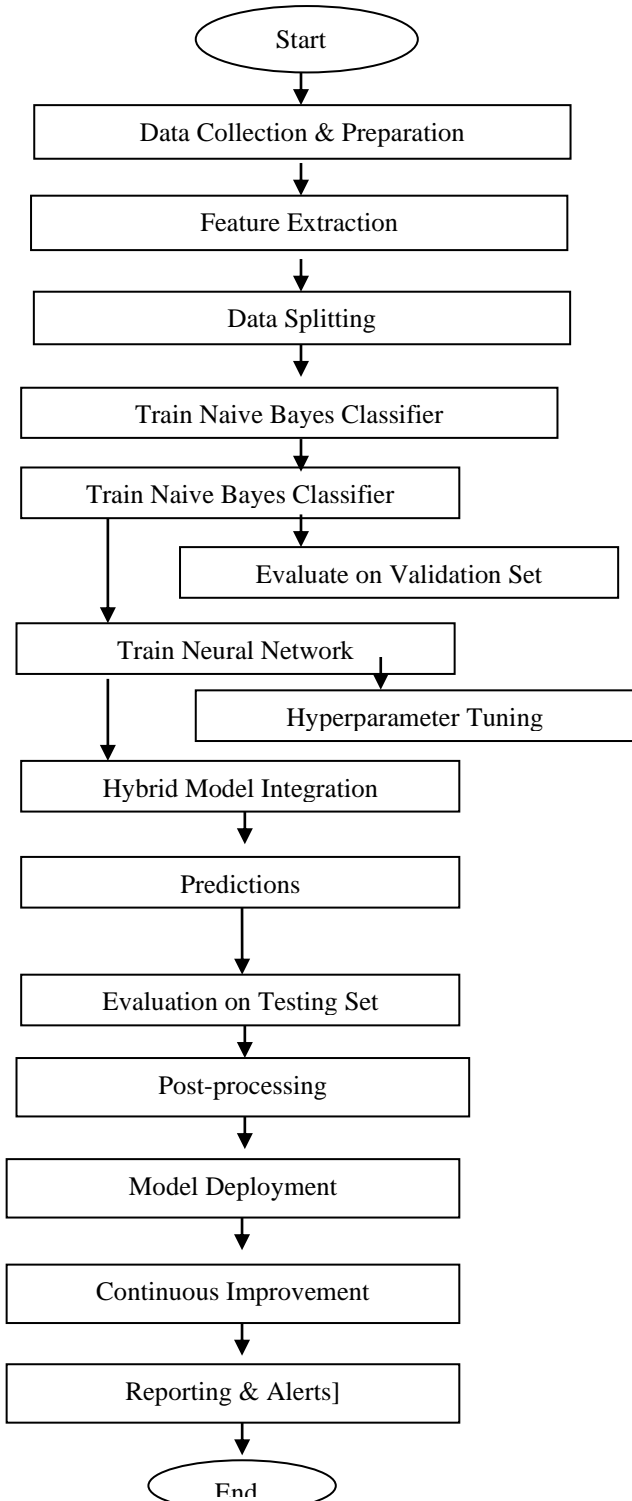 Start
Data Collection & Preparation
Feature Extraction
Data Splitting
Train Naive Bayes Classifier
Train Naive Bayes Classifier
Evaluate on Validation Set
Train Neural Network
Hyperparameter Tuning
Hybrid Model Integration
Predictions
Evaluation on Testing Set
Post-processing
Model Deployment
Continuous Improvement
Reporting & Alerts]
End